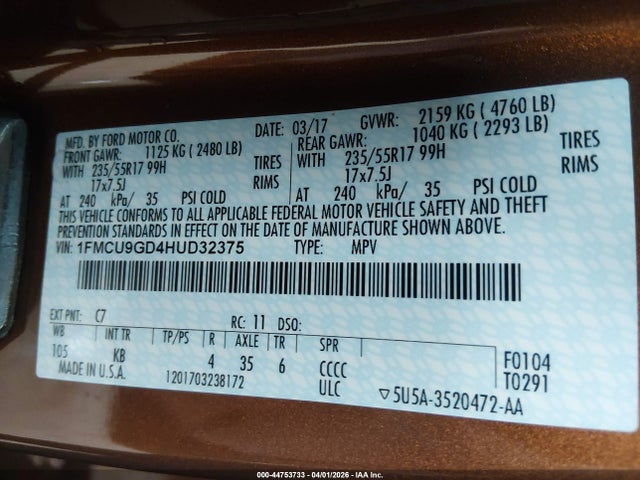 MFD. BY FORD MOTOR CO. DATE: 03/17 GVWR: 2159 KG ( 4760 LB)
FRONT GAWR: 1125 KG ( 2480 LB) REAR GAWR: 1040 KG ( 2293 LB)
WITH 235/55R17 99H TIRES WITH 235/55R17 99H TIRES
17x7.5J RIMS 17x7.5J RIMS
AT 240 kPa/ 35 PSI COLD AT 240 kPa/ 35 PSI COLD
THIS VEHICLE CONFORMS TO ALL APPLICABLE FEDERAL MOTOR VEHICLE SAFETY AND THEFT
PREVENTION STANDARDS IN EFFECT ON THE DATE OF MANUFACTURE SHOWN ABOVE.
VIN: 1FMCU9GD4HUD32375 TYPE: MPV
EXT PNT: C7 RC: 11 DSO:
WB INT TR TP/PS R AXLE TR SPR
105 KB 4 35 6 CCCC F0104
MADE IN U.S.A. 1201703238172 ULC T0291
▽5U5A-3520472-AA
000-44753733 - 04/01/2026 - IAA Inc.